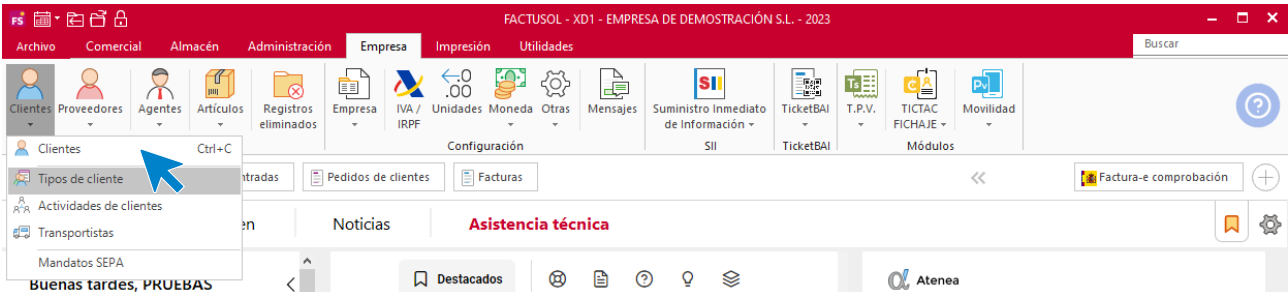 FS
FACTUSOL - XD1 - EMPRESA DE DEMOSTRACIÓN S.L. - 2023
Archivo Comercial Almacén Administración Empresa Impresión Utilidades Buscar
Clientes Proveedores Agentes Artículos Registros eliminados Empresa IVA / IRPF Unidades Moneda Otras Mensajes Suministro Inmediato de Información TicketBAI T.P.V. TICTAC FICHAJE Movilidad
Configuración SII TicketBAI Módulos
Clientes Ctrl+C
Tipos de cliente
Actividades de clientes
Transportistas
Mandatos SEPA
ntradas Pedidos de clientes Facturas Factura-e comprobación
en Noticias Asistencia técnica
Buenas tardes, PRUEBAS
Destacados
Atenea